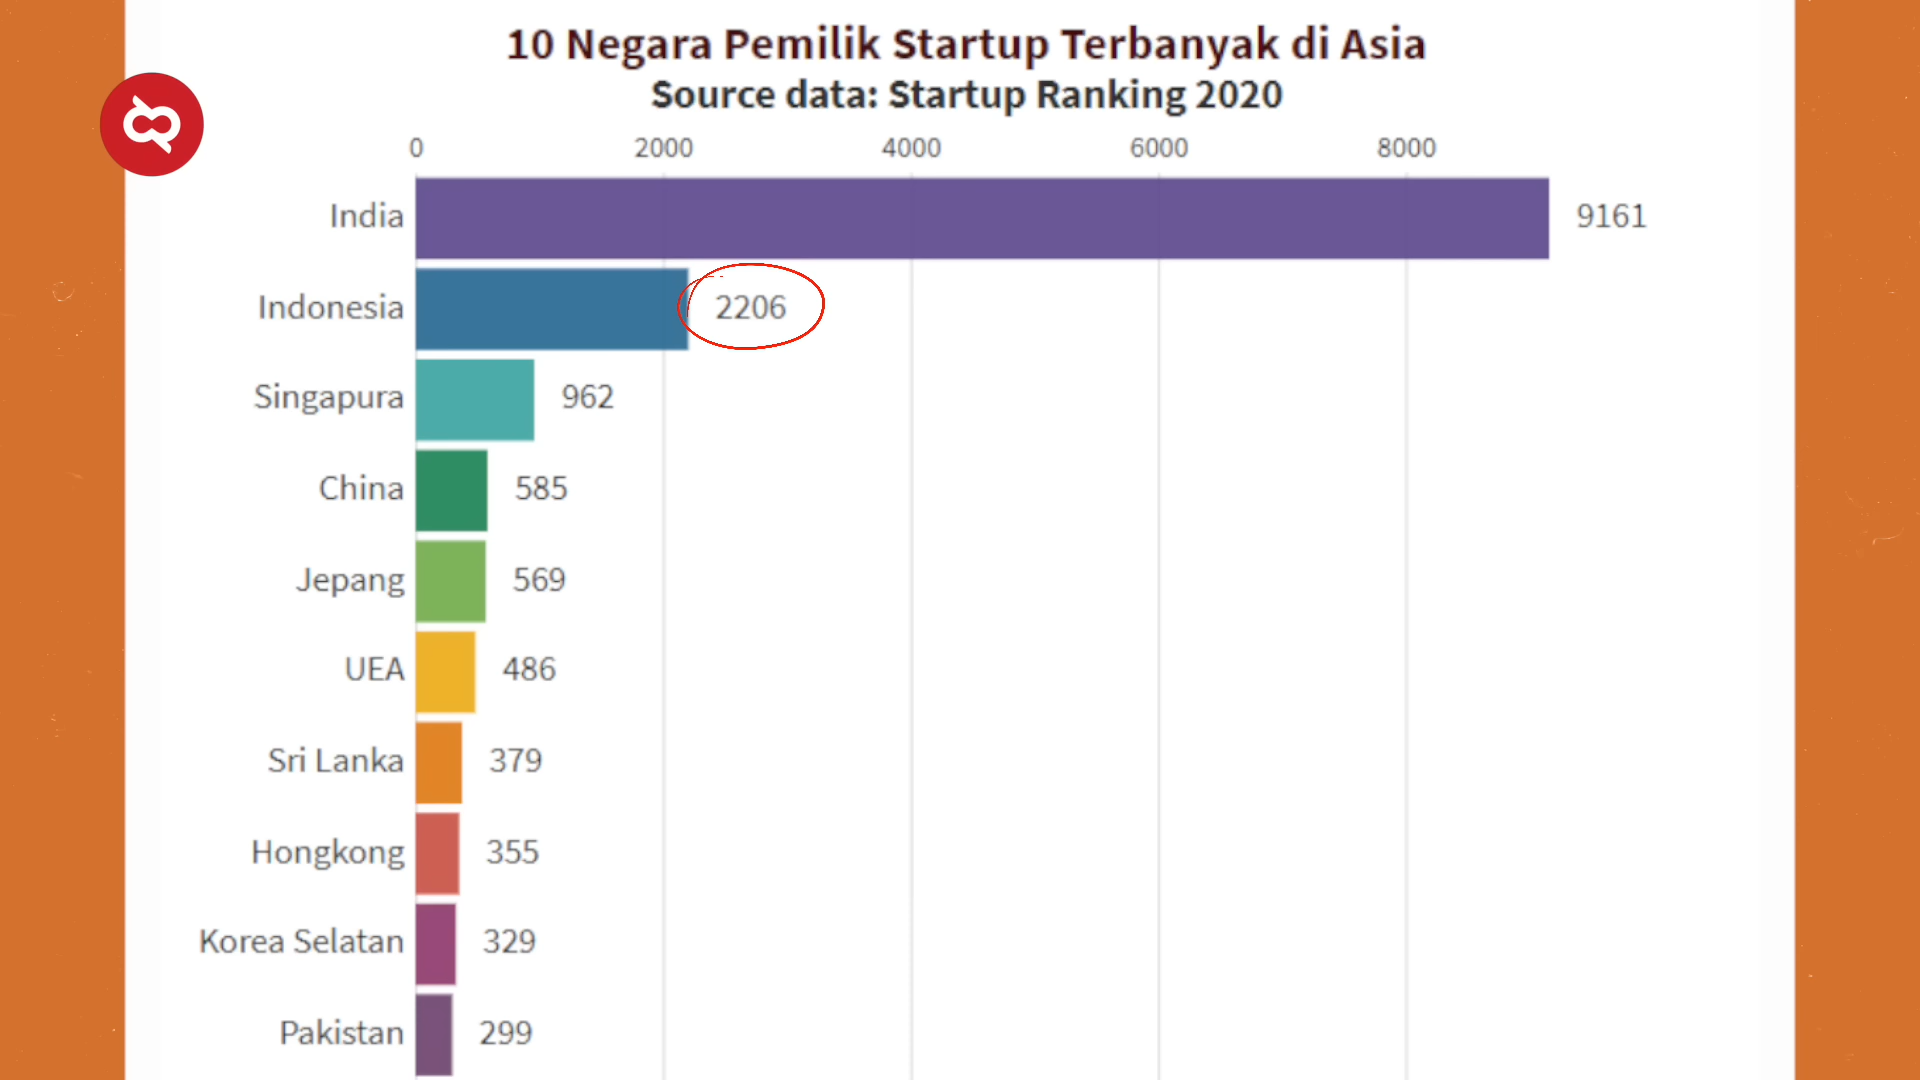 10 Negara Pemilik Startup Terbanyak di Asia
Source data: Startup Ranking 2020
0 2000 4000 6000 8000
India 9161
Indonesia 2206
Singapura 962
China 585
Jepang 569
UEA 486
Sri Lanka 379
Hongkong 355
Korea Selatan 329
Pakistan 299